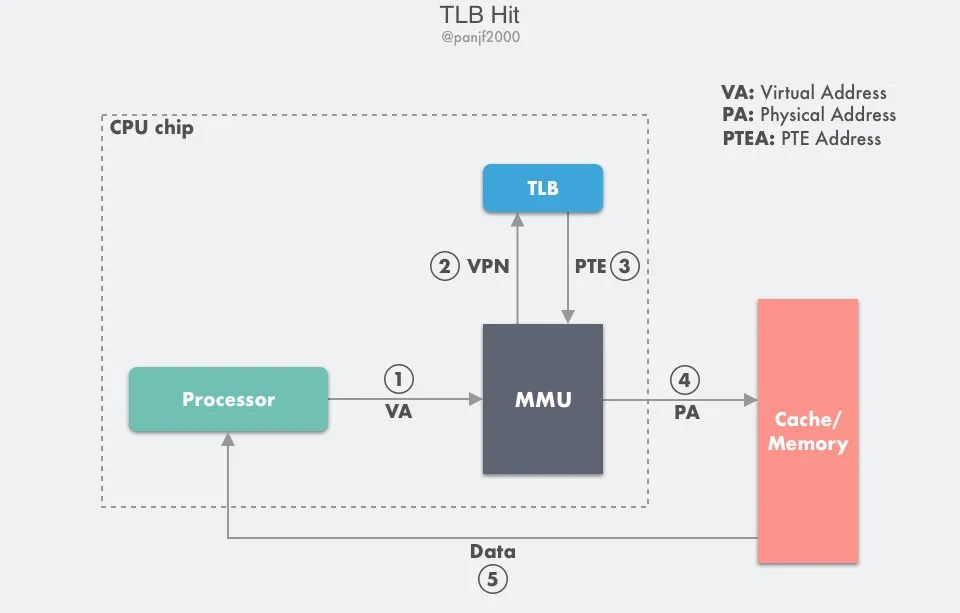 TLB Hit
@panjf2000
VA: Virtual Address
PA: Physical Address
PTEA: PTE Address
CPU chip
TLB
2 VPN
PTE 3
1
VA
Processor
MMU
4
PA
Cache/
Memory
Data
5